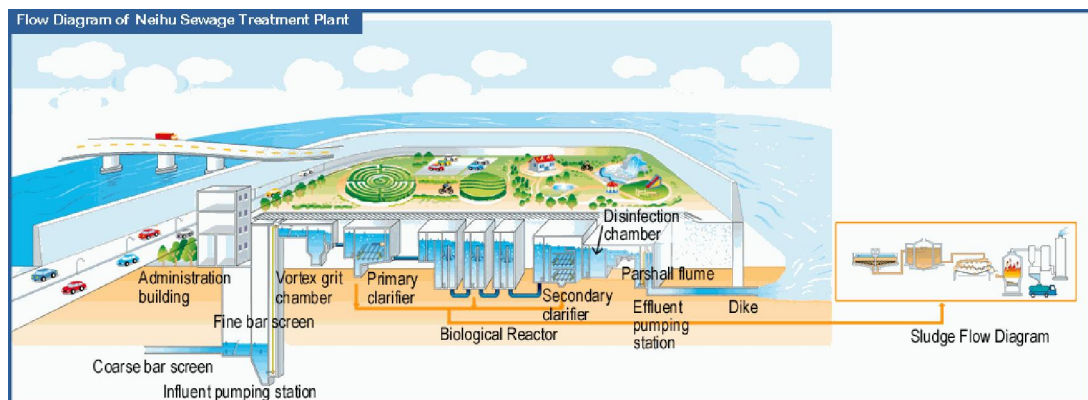 Flow Diagram of Neihu Sewage Treatment Plant
Disinfection
chamber
Administration
building
Vortex grit
chamber
Primary
clarifier
Parshall flume
Secondary
clarifier
Effluent
pumping
station
Dike
Fine bar screen
Biological Reactor
Sludge Flow Diagram
Coarse bar screen
Influent pumping station